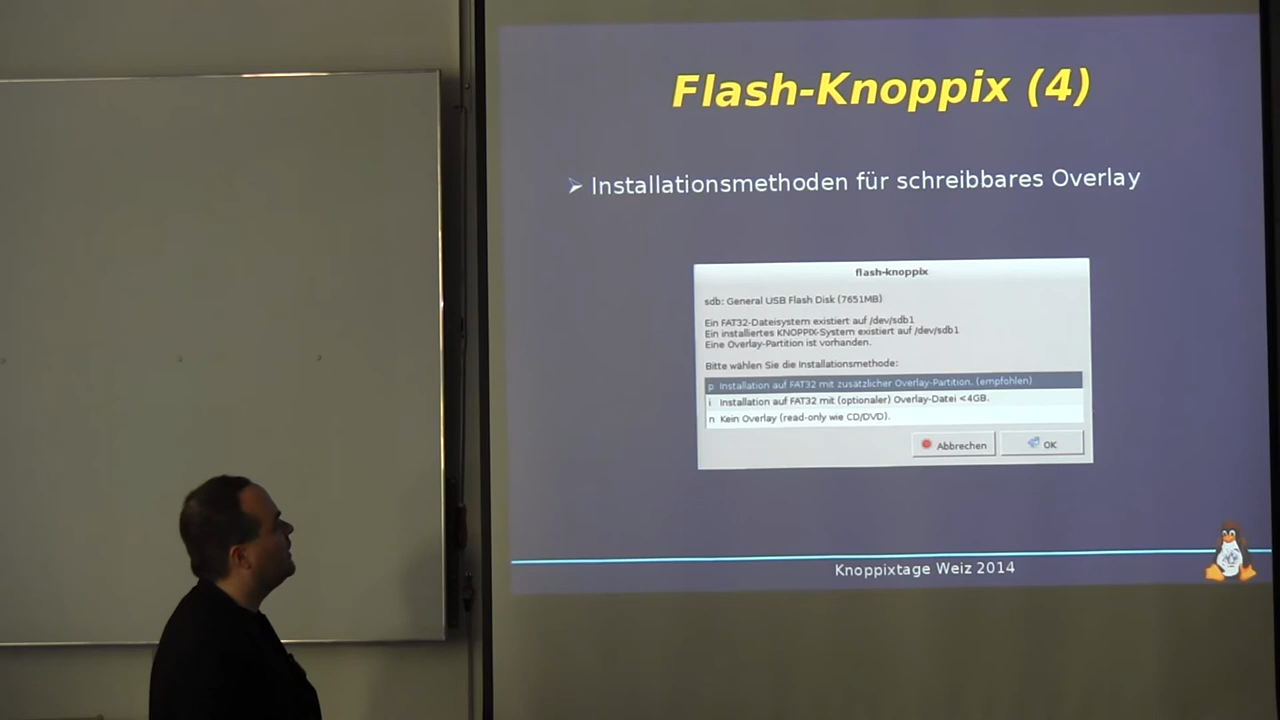 Flash-Knoppix (4)
Installationsmethoden für schreibbares Overlay
flash-knoppix
sdb: General USB Flash Disk (7651MB)
Ein FAT32-Dateisystem existiert auf /dev/sdb1
Ein installiertes KNOPPIX-System existiert auf /dev/sdb1
Eine Overlay-Partition ist vorhanden.
Bitte wählen Sie die Installationsmethode:
p Installation auf FAT32 mit zusätzlicher Overlay-Partition. (empfohlen)
i Installation auf FAT32 mit (optionaler) Overlay-Datei <4GB.
n Kein Overlay (read-only wie CD/DVD).
Abbrechen OK
Knoppixtage Weiz 2014